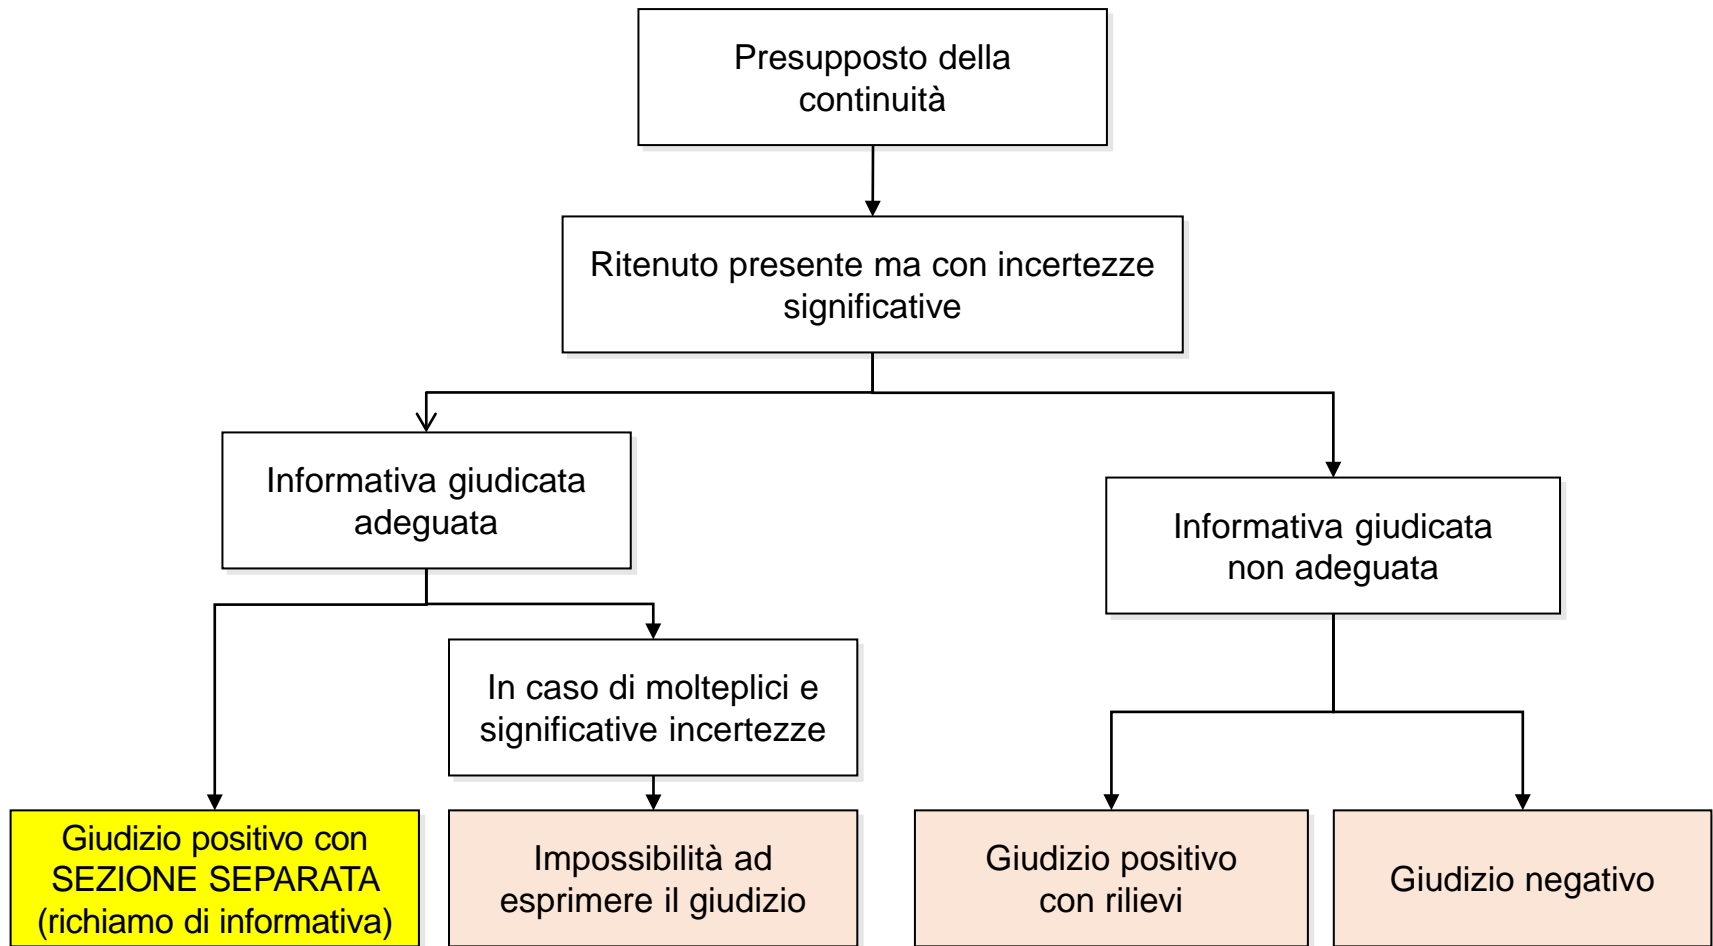 Presupposto della
continuità
Ritenuto presente ma con incertezze
significative
Informativa giudicata
adeguata
Informativa giudicata
non adeguata
In caso di molteplici e
significative incertezze
Giudizio positivo con
SEZIONE SEPARATA
(richiamo di informativa)
Impossibilità ad
esprimere il giudizio
Giudizio positivo
con rilievi
Giudizio negativo